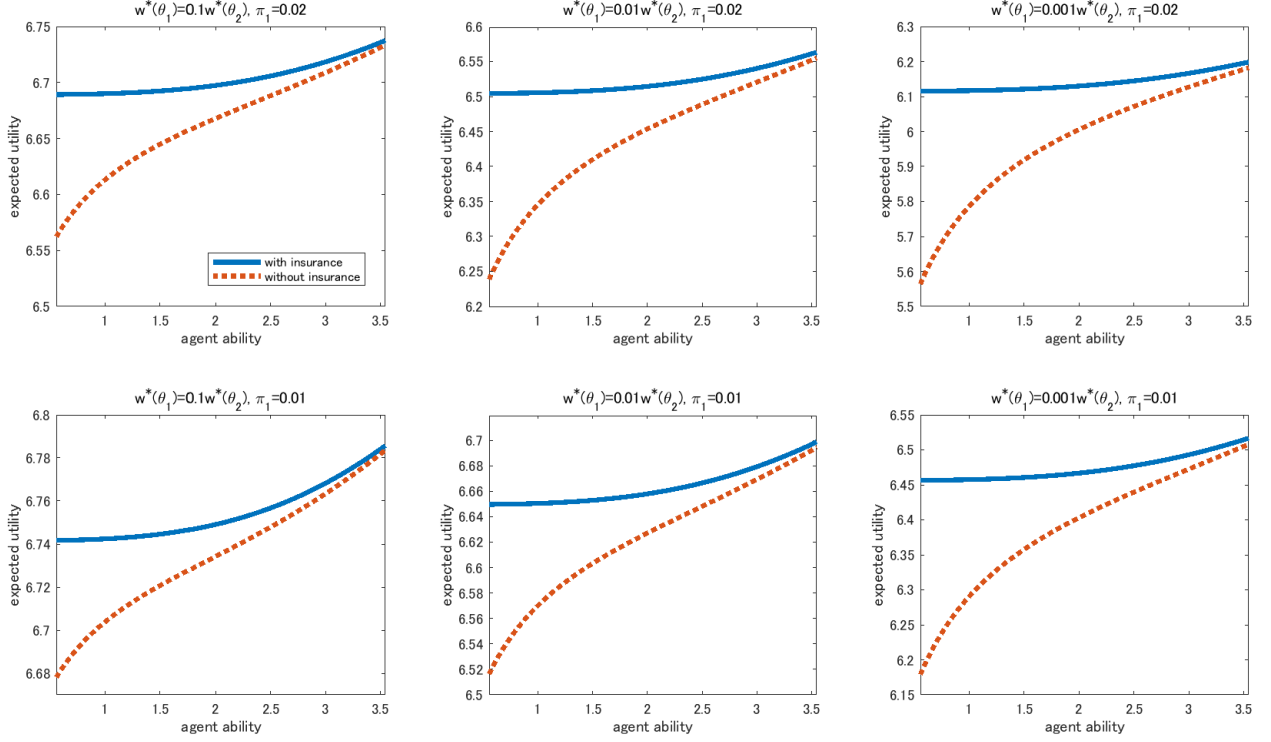 w*(θ₁)=0.1w*(θ₂), π₁=0.02
6.75
6.7
6.65
6.6
6.55
6.5
expected utility
with insurance
without insurance
1 1.5 2 2.5 3 3.5
agent ability
w*(θ₁)=0.01w*(θ₂), π₁=0.02
6.6
6.55
6.5
6.45
6.4
6.35
6.3
6.25
6.2
expected utility
1 1.5 2 2.5 3 3.5
agent ability
w*(θ₁)=0.001w*(θ₂), π₁=0.02
6.3
6.2
6.1
6
5.9
5.8
5.7
5.6
5.5
expected utility
1 1.5 2 2.5 3 3.5
agent ability
w*(θ₁)=0.1w*(θ₂), π₁=0.01
6.8
6.78
6.76
6.74
6.72
6.7
6.68
expected utility
1 1.5 2 2.5 3 3.5
agent ability
w*(θ₁)=0.01w*(θ₂), π₁=0.01
6.7
6.68
6.66
6.64
6.62
6.6
6.58
6.56
6.54
6.52
6.5
expected utility
1 1.5 2 2.5 3 3.5
agent ability
w*(θ₁)=0.001w*(θ₂), π₁=0.01
6.55
6.5
6.45
6.4
6.35
6.3
6.25
6.2
6.15
expected utility
1 1.5 2 2.5 3 3.5
agent ability